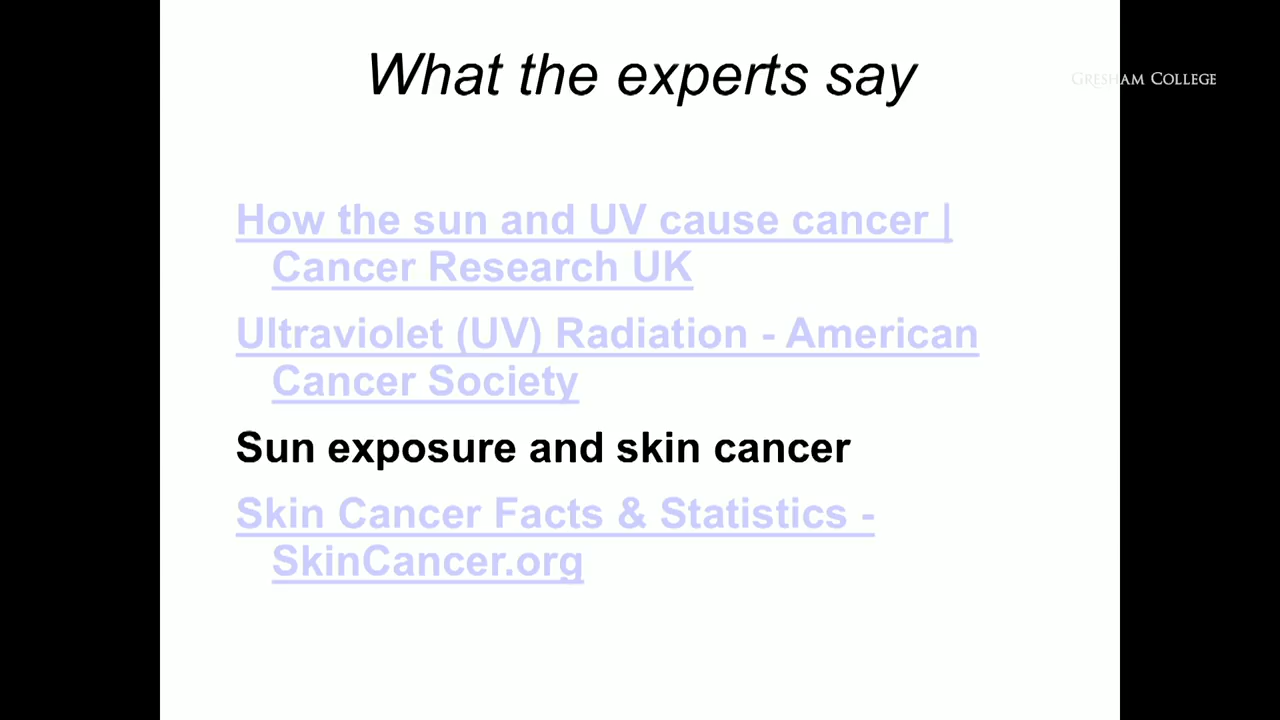 What the experts say
GRESHAM COLLEGE
How the sun and UV cause cancer |
Cancer Research UK
Ultraviolet (UV) Radiation - American
Cancer Society
Sun exposure and skin cancer
Skin Cancer Facts & Statistics -
SkinCancer.org